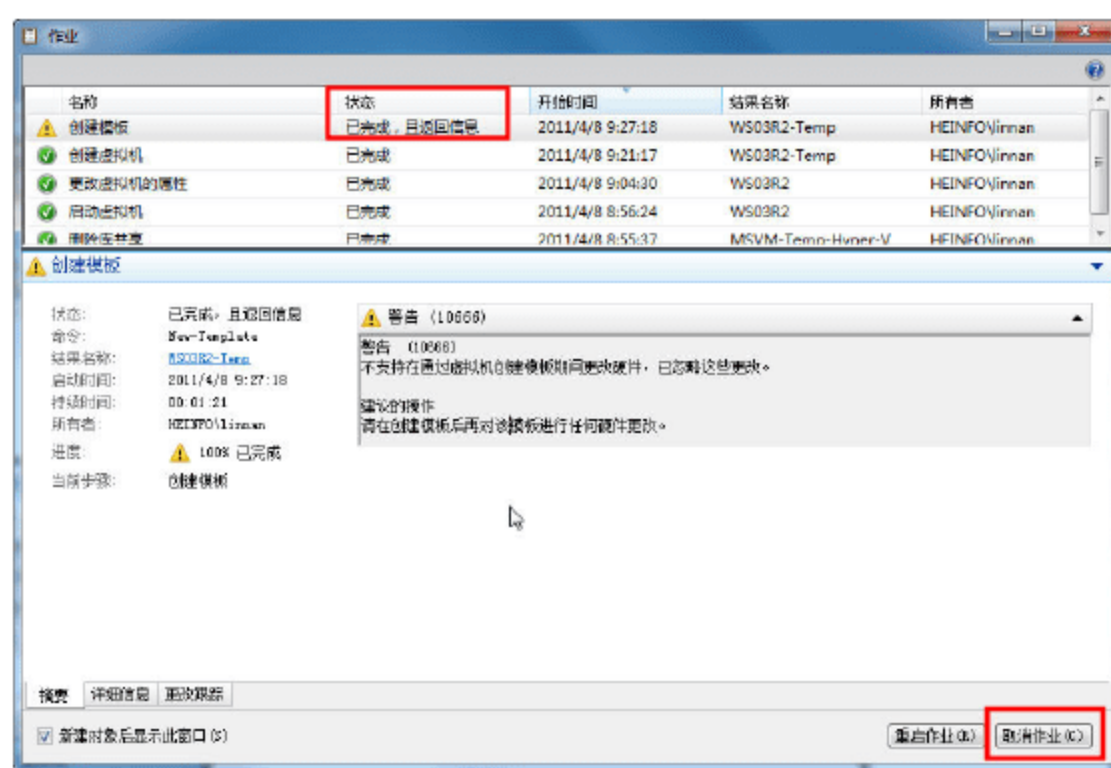 作业
名称 状态 开始时间 结果名称 所有者
创建模板 已完成，且返回信息 2011/4/8 9:27:18 WS03R2-Temp HEINFO\linnan
创建虚拟机 已完成 2011/4/8 9:21:17 WS03R2-Temp HEINFO\linnan
更改虚拟机的属性 已完成 2011/4/8 9:04:30 WS03R2 HEINFO\linnan
启动虚拟机 已完成 2011/4/8 8:56:24 WS03R2 HEINFO\linnan
删除库共享 已完成 2011/4/8 8:55:37 MSVM-Temp-Hyper-V HEINFO\linnan
创建模板
状态: 已完成，且返回信息
命令: New-Template
结果名称: WS03R2-Temp
启动时间: 2011/4/8 9:27:18
持续时间: 00:01:21
所有者: HEINFO\linnan
进度: 100% 已完成
当前步骤: 创建模板
警告 (10666)
警告 (10666)
不支持在通过虚拟机创建模板期间更改硬件，已忽略这些更改。
建议的操作
请在创建模板后再对该模板进行任何硬件更改。
摘要 详细信息 更改跟踪
新建对象后显示此窗口(S)
重启作业(R) 取消作业(C)